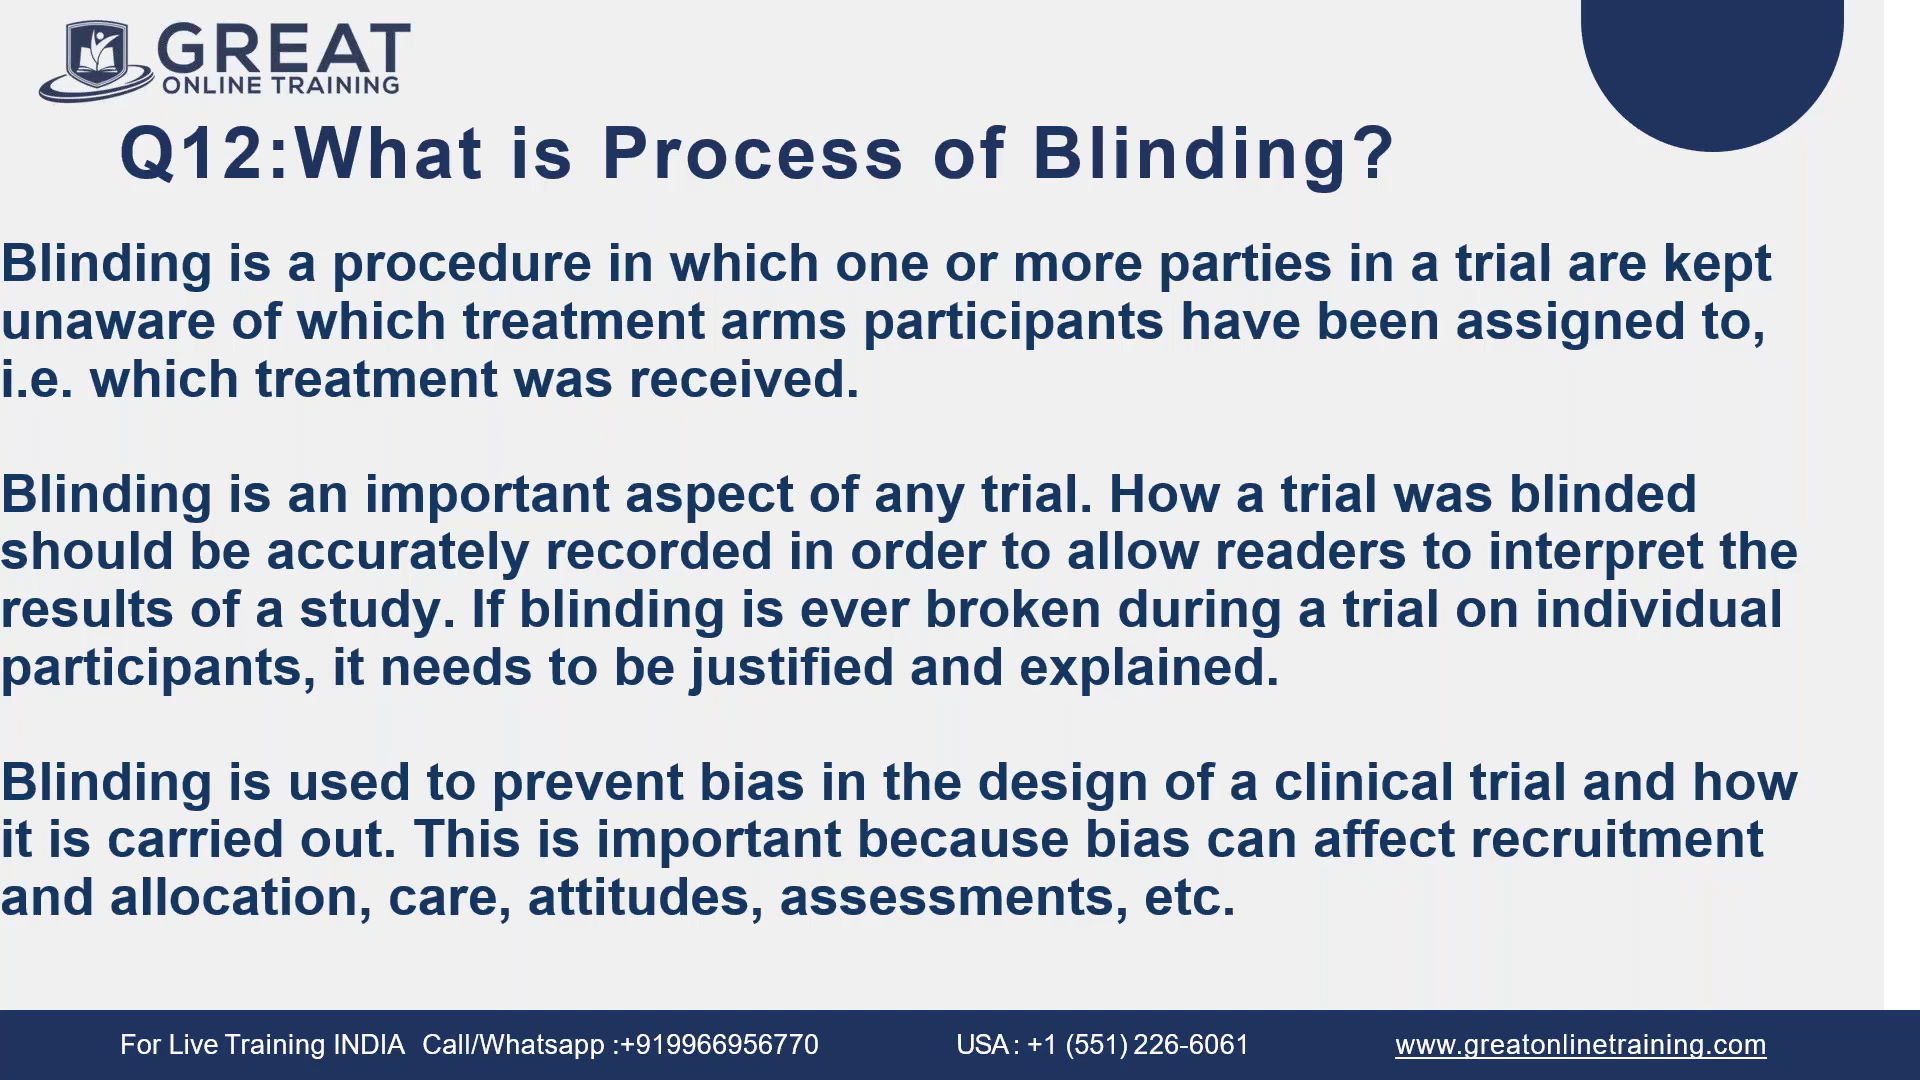 GREAT
ONLINE TRAINING
Q12:What is Process of Blinding?
Blinding is a procedure in which one or more parties in a trial are kept
unaware of which treatment arms participants have been assigned to,
i.e. which treatment was received.
Blinding is an important aspect of any trial. How a trial was blinded
should be accurately recorded in order to allow readers to interpret the
results of a study. If blinding is ever broken during a trial on individual
participants, it needs to be justified and explained.
Blinding is used to prevent bias in the design of a clinical trial and how
it is carried out. This is important because bias can affect recruitment
and allocation, care, attitudes, assessments, etc.
For Live Training INDIA Call/Whatsapp :+919966956770 USA : +1 (551) 226-6061 www.greatonlinetraining.com